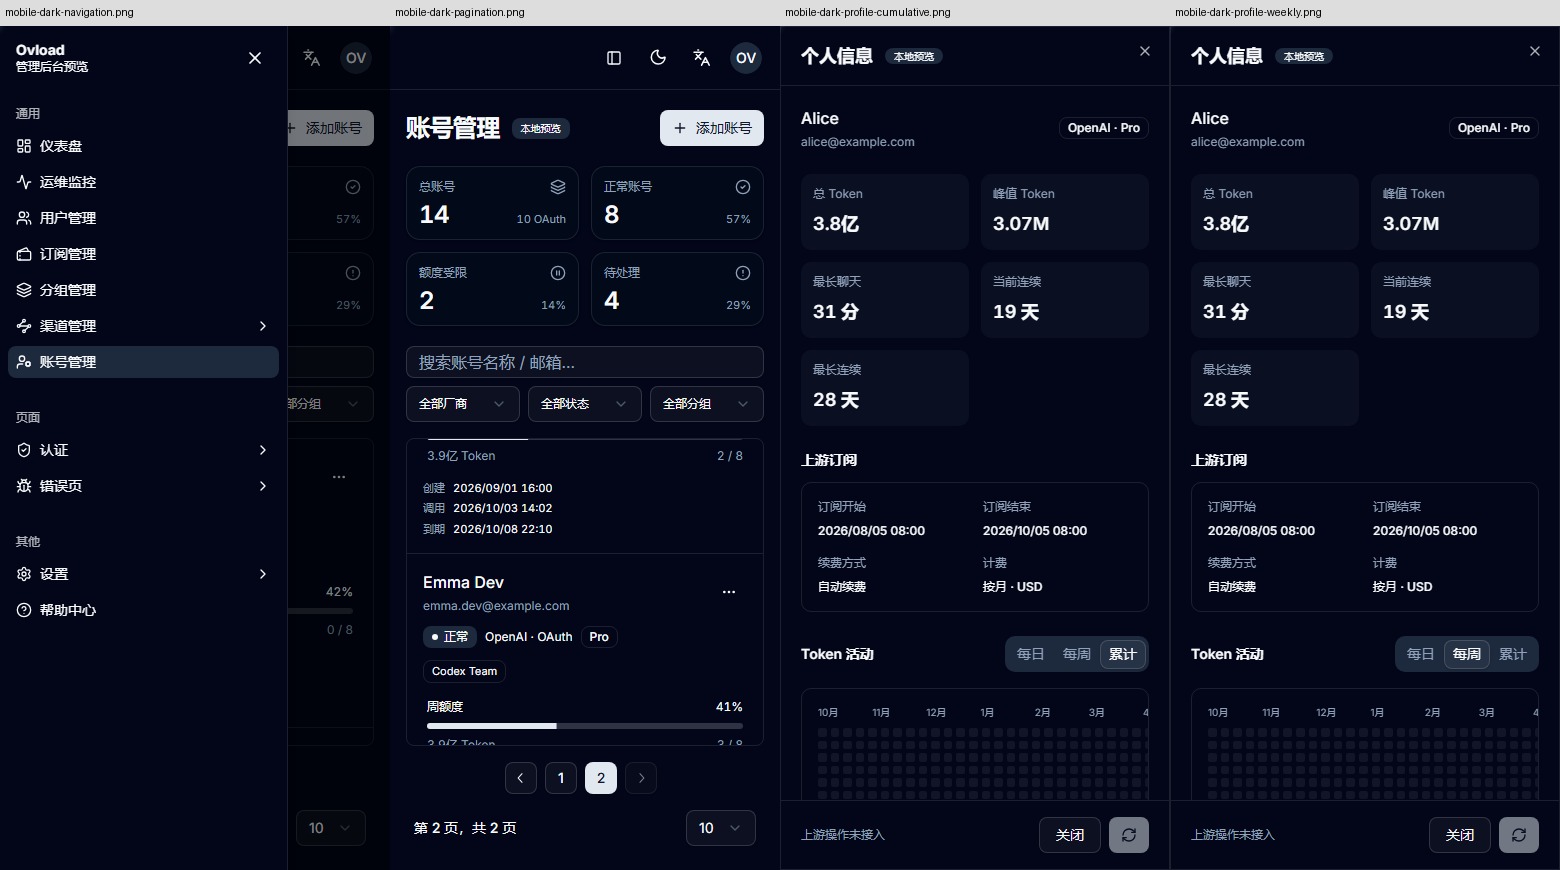 mobile-dark-navigation.png
Ovload
管理后台预览
通用
仪表盘
运维监控
用户管理
订阅管理
分组管理
渠道管理
账号管理
页面
认证
错误页
其他
设置
帮助中心
OV
添加账号
57%
29%
部分组
42%
0 / 8
10
mobile-dark-pagination.png
OV
账号管理 本地预览
添加账号
总账号
14
10 OAuth
正常账号
8
57%
额度受限
2
14%
待处理
4
29%
搜索账号名称 / 邮箱...
全部厂商
全部状态
全部分组
3.9亿 Token 2 / 8
创建 2026/09/01 16:00
调用 2026/10/03 14:02
到期 2026/10/08 22:10
Emma Dev
emma.dev@example.com
正常 OpenAI · OAuth Pro
Codex Team
周额度 41%
3.9亿 Token 3 / 8
1 2
第 2 页，共 2 页
10
mobile-dark-profile-cumulative.png
个人信息 本地预览
Alice
alice@example.com
OpenAI · Pro
总 Token
3.8亿
峰值 Token
3.07M
最长聊天
31 分
当前连续
19 天
最长连续
28 天
上游订阅
订阅开始
2026/08/05 08:00
订阅结束
2026/10/05 08:00
续费方式
自动续费
计费
按月 · USD
Token 活动
每日 每周 累计
10月 11月 12月 1月 2月 3月 4
上游操作未接入
关闭
mobile-dark-profile-weekly.png
个人信息 本地预览
Alice
alice@example.com
OpenAI · Pro
总 Token
3.8亿
峰值 Token
3.07M
最长聊天
31 分
当前连续
19 天
最长连续
28 天
上游订阅
订阅开始
2026/08/05 08:00
订阅结束
2026/10/05 08:00
续费方式
自动续费
计费
按月 · USD
Token 活动
每日 每周 累计
10月 11月 12月 1月 2月 3月 4
上游操作未接入
关闭